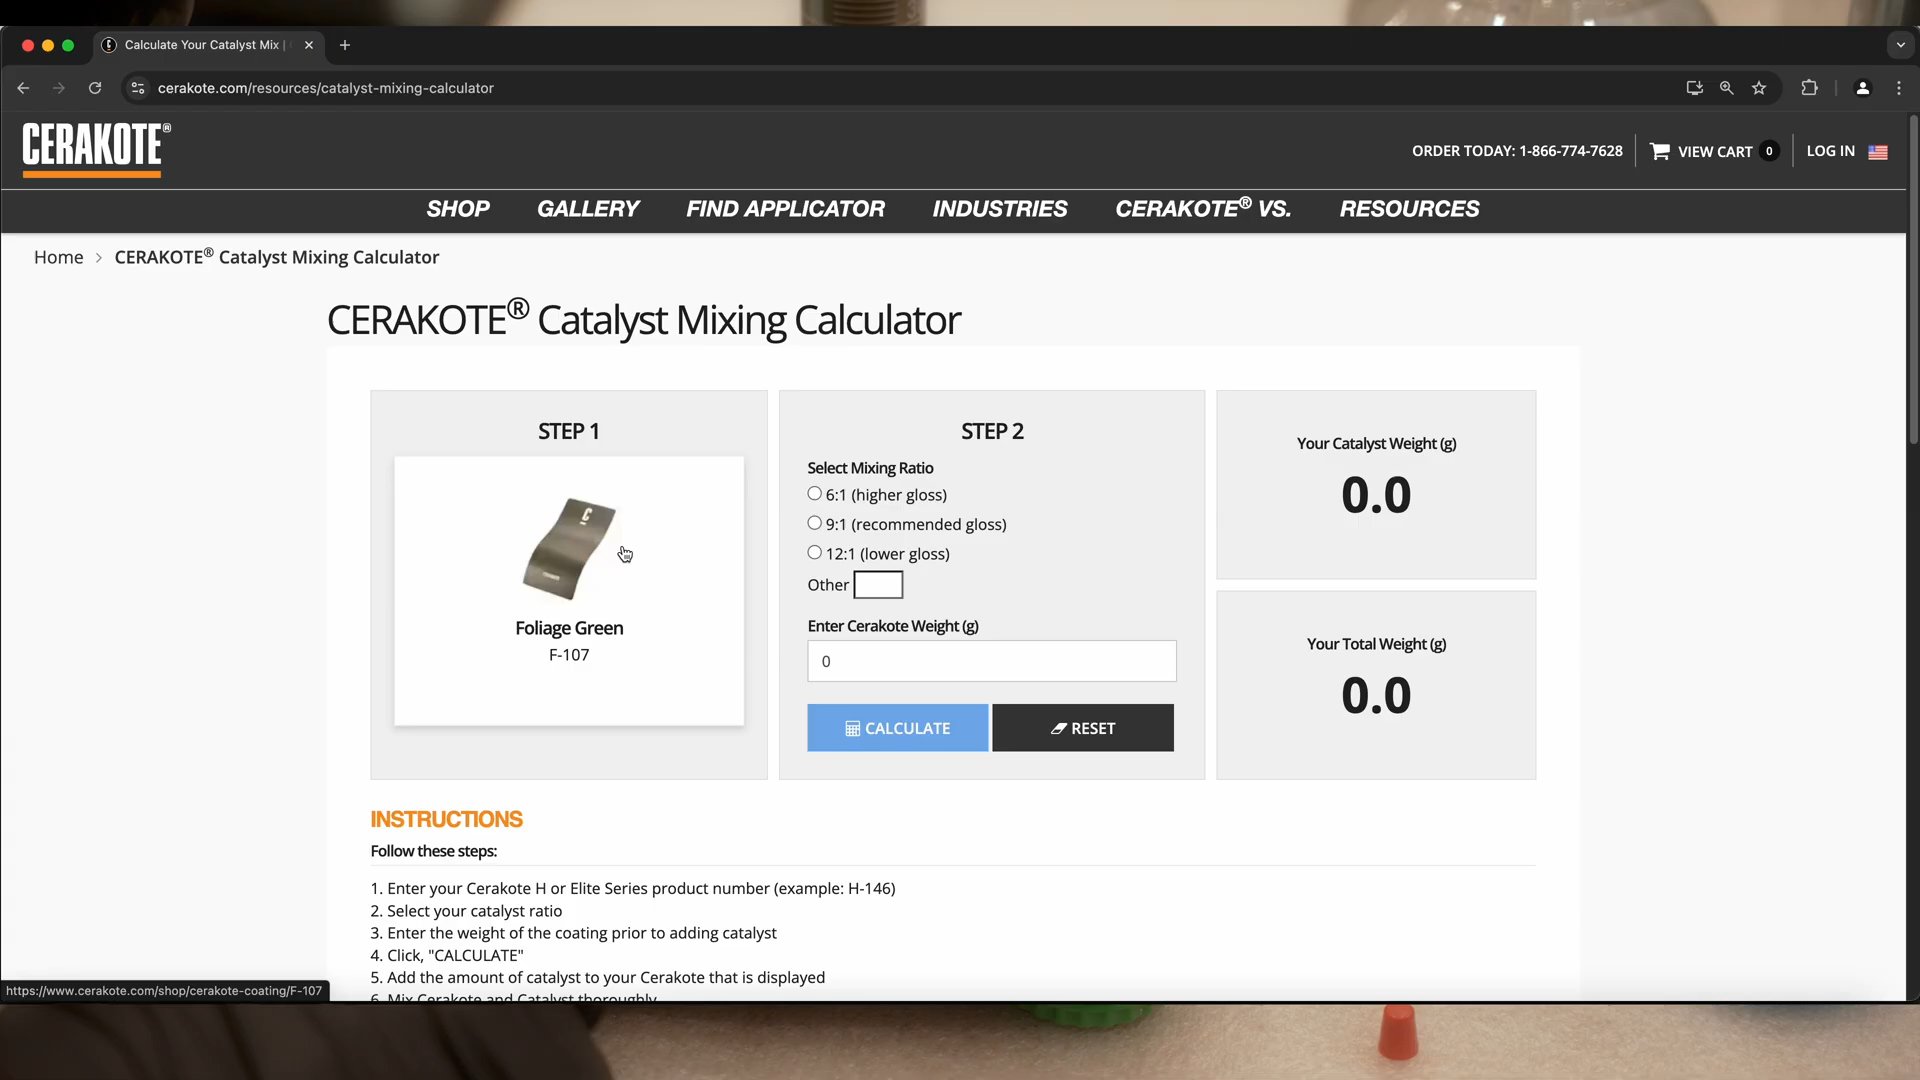 Calculate Your Catalyst Mix |
cerakote.com/resources/catalyst-mixing-calculator
CERAKOTE®
ORDER TODAY: 1-866-774-7628
VIEW CART 0
LOG IN
SHOP
GALLERY
FIND APPLICATOR
INDUSTRIES
CERAKOTE® VS.
RESOURCES
Home > CERAKOTE® Catalyst Mixing Calculator
CERAKOTE® Catalyst Mixing Calculator
STEP 1
Foliage Green
F-107
STEP 2
Select Mixing Ratio
6:1 (higher gloss)
9:1 (recommended gloss)
12:1 (lower gloss)
Other
Enter Cerakote Weight (g)
0
CALCULATE
RESET
Your Catalyst Weight (g)
0.0
Your Total Weight (g)
0.0
INSTRUCTIONS
Follow these steps:
1. Enter your Cerakote H or Elite Series product number (example: H-146)
2. Select your catalyst ratio
3. Enter the weight of the coating prior to adding catalyst
4. Click, "CALCULATE"
5. Add the amount of catalyst to your Cerakote that is displayed
6. Mix Cerakote and Catalyst thoroughly
https://www.cerakote.com/shop/cerakote-coating/F-107